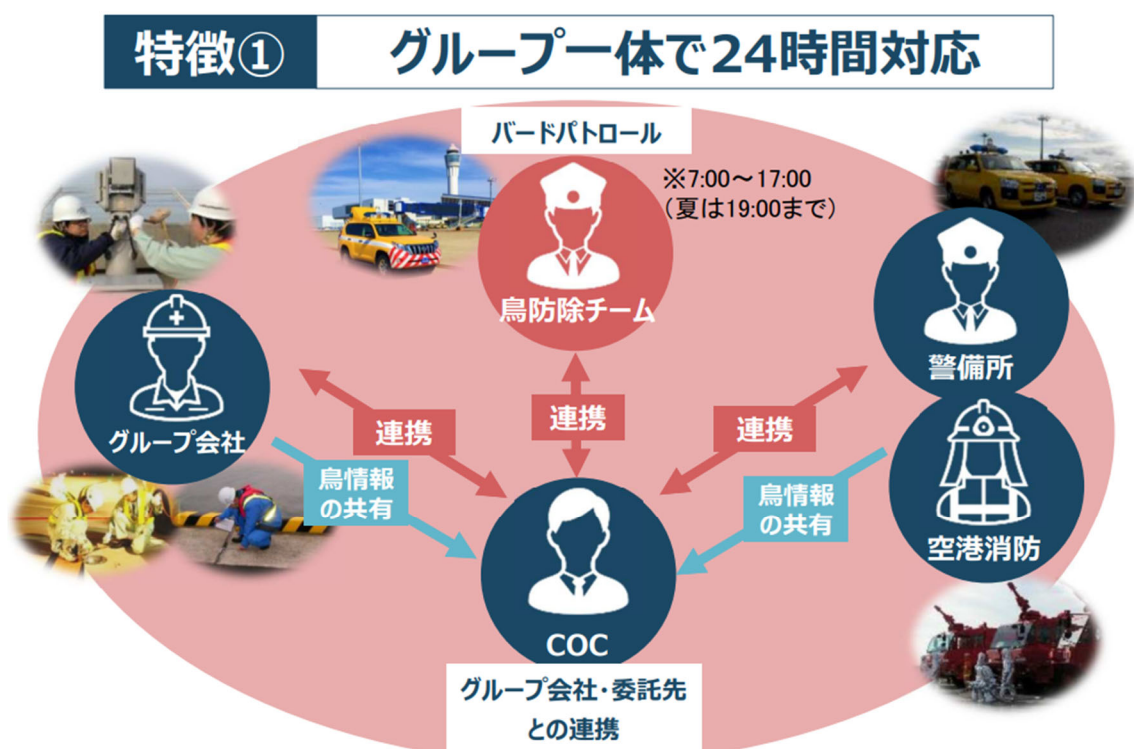 特徴①
グループ一体で24時間対応
バードパトロール
※7:00～17:00
（夏は19:00まで）
鳥防除チーム
警備所
グループ会社
連携
連携
連携
鳥情報
の共有
鳥情報
の共有
空港消防
COC
グループ会社・委託先
との連携